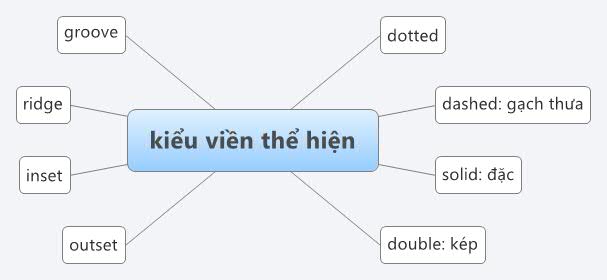 groove
dotted
ridge
dashed: gạch thưa
kiểu viền thể hiện
inset
solid: đặc
outset
double: kép